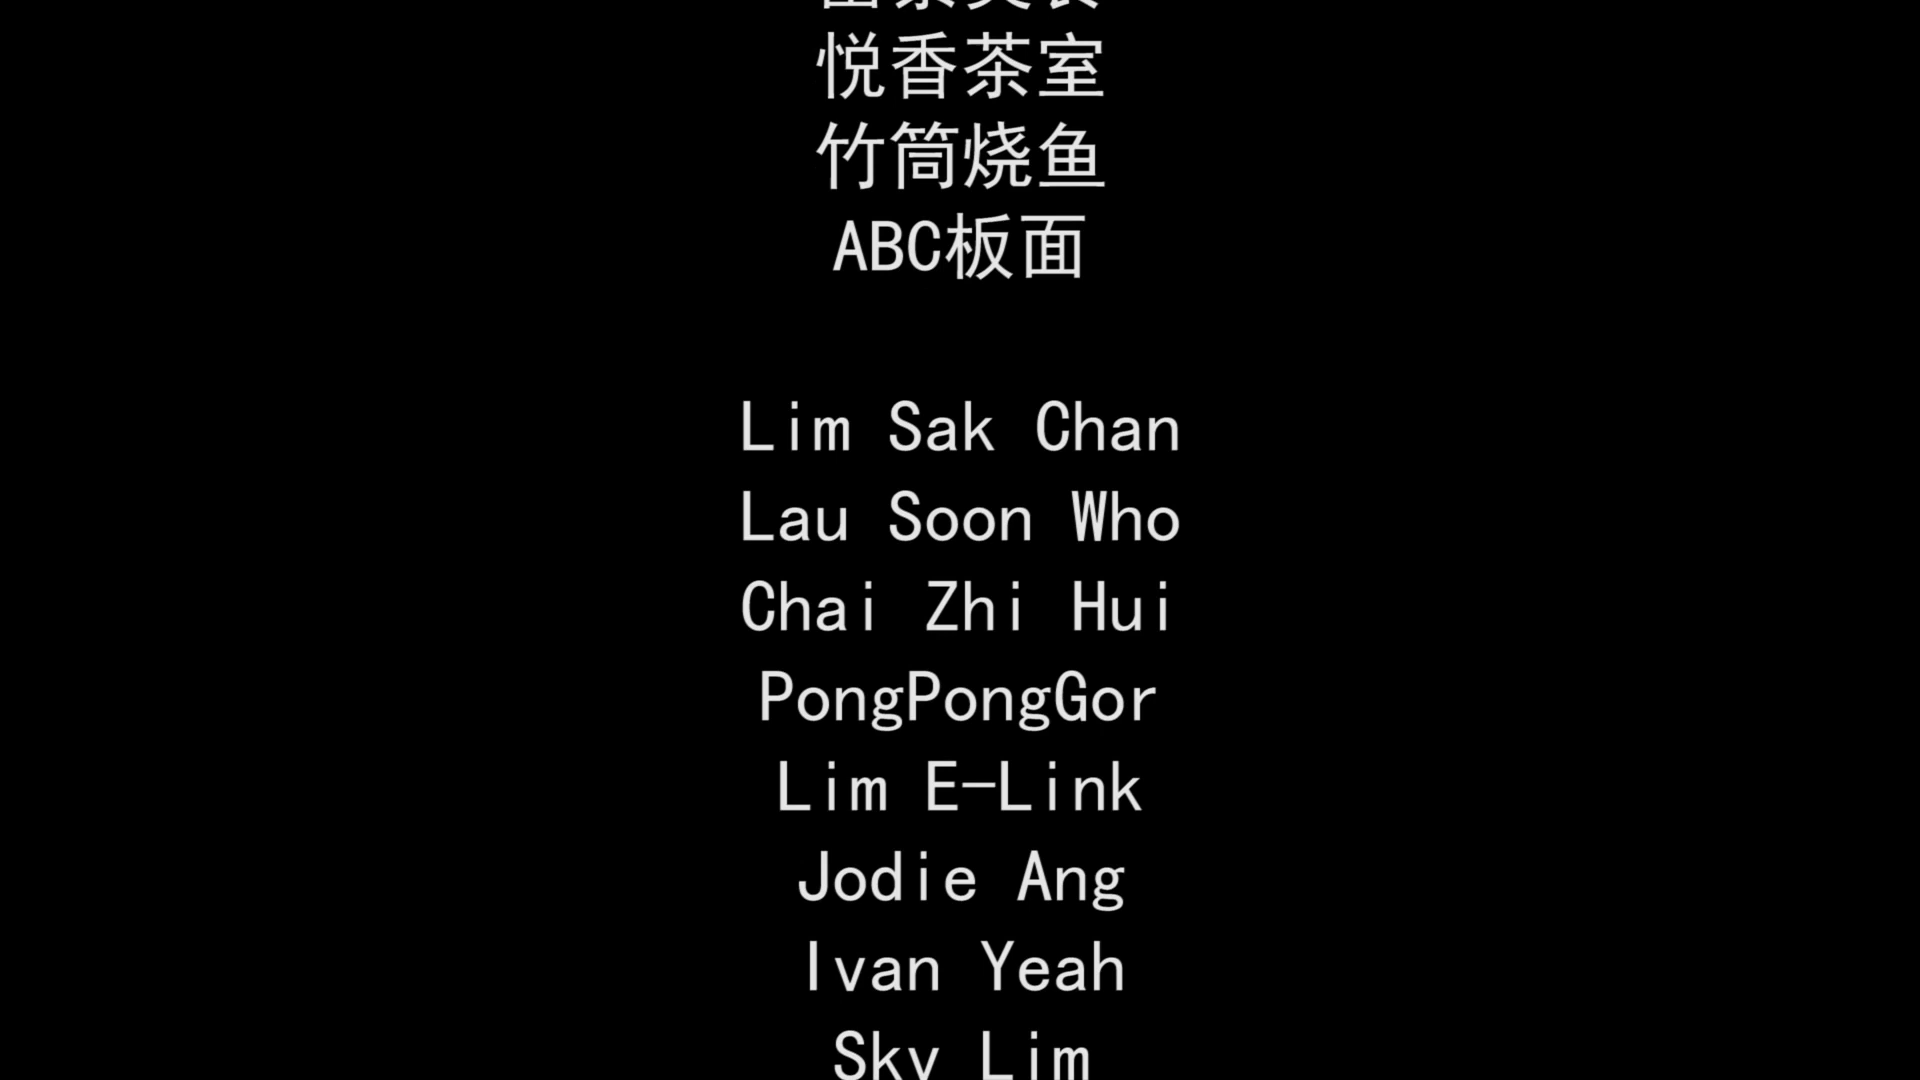 悦香茶室
竹筒烧鱼
ABC板面
Lim Sak Chan
Lau Soon Who
Chai Zhi Hui
PongPongGor
Lim E-Link
Jodie Ang
Ivan Yeah
Sky Lim